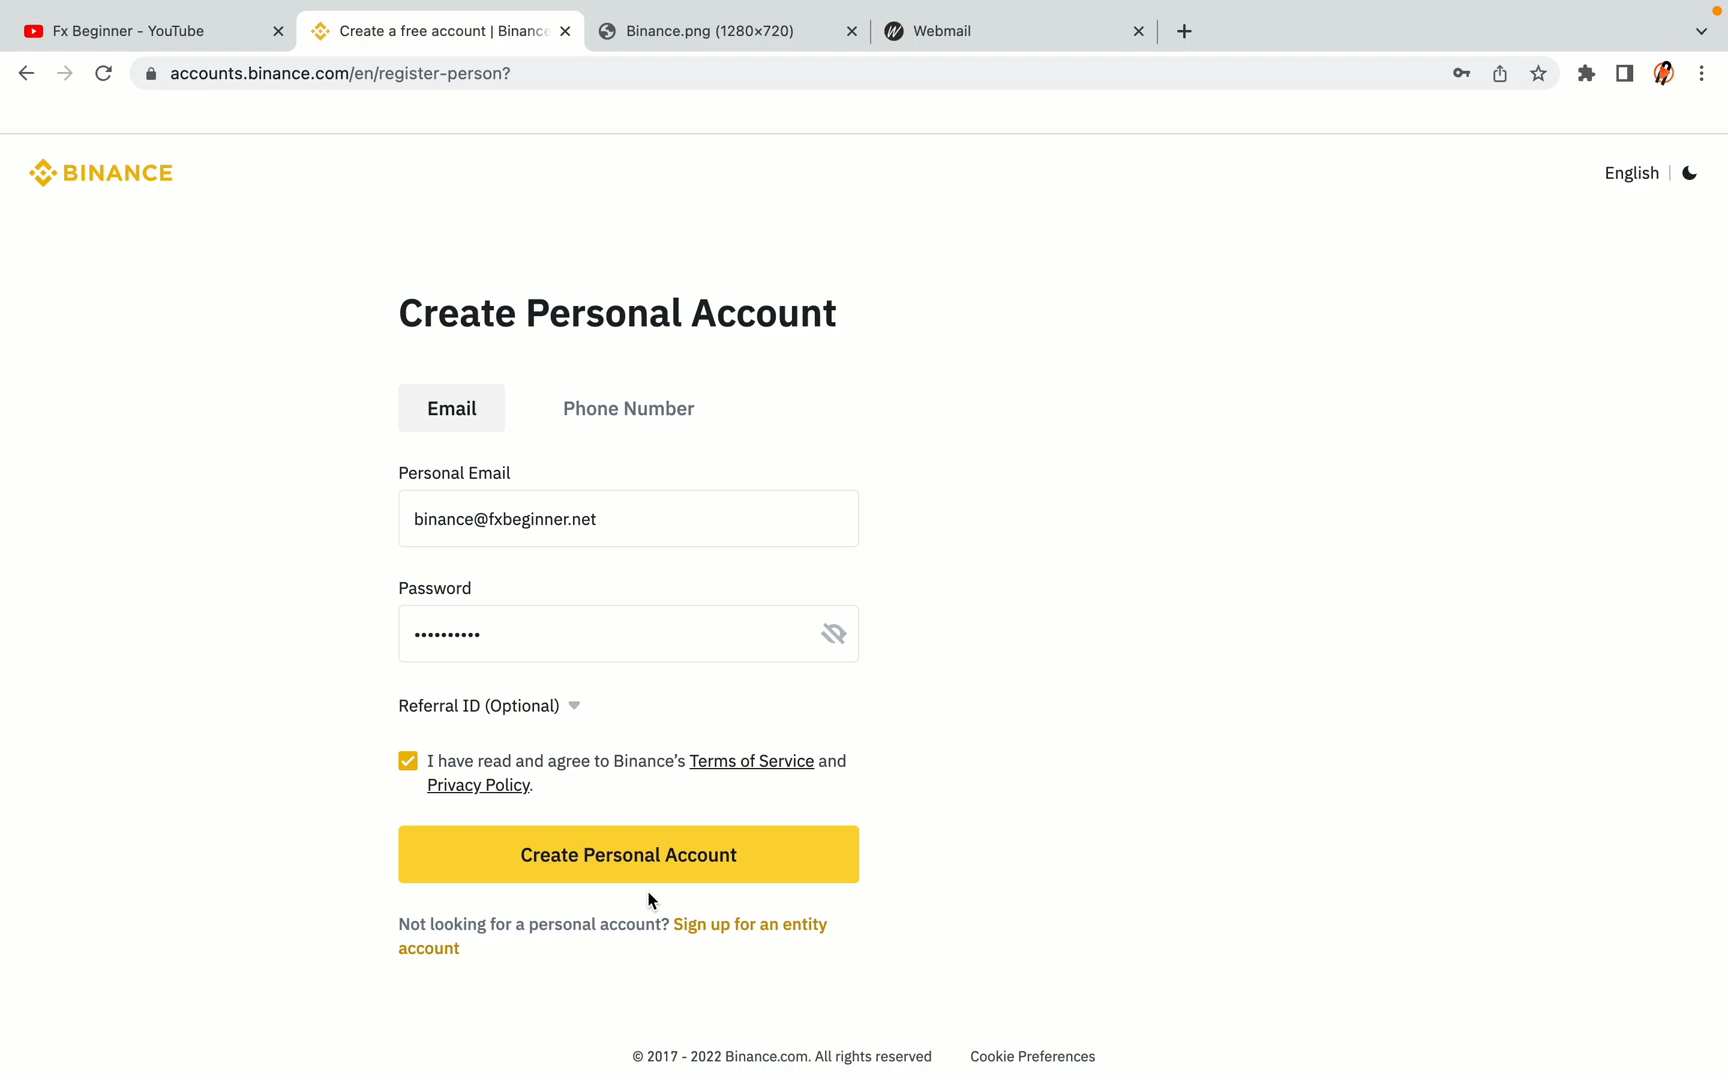 Fx Beginner - YouTube
Create a free account | Binance
Binance.png (1280×720)
Webmail
accounts.binance.com/en/register-person?
BINANCE
English
Create Personal Account
Email
Phone Number
Personal Email
binance@fxbeginner.net
Password
••••••••••
Referral ID (Optional)
I have read and agree to Binance’s Terms of Service and
Privacy Policy.
Create Personal Account
Not looking for a personal account? Sign up for an entity
account
© 2017 - 2022 Binance.com. All rights reserved
Cookie Preferences